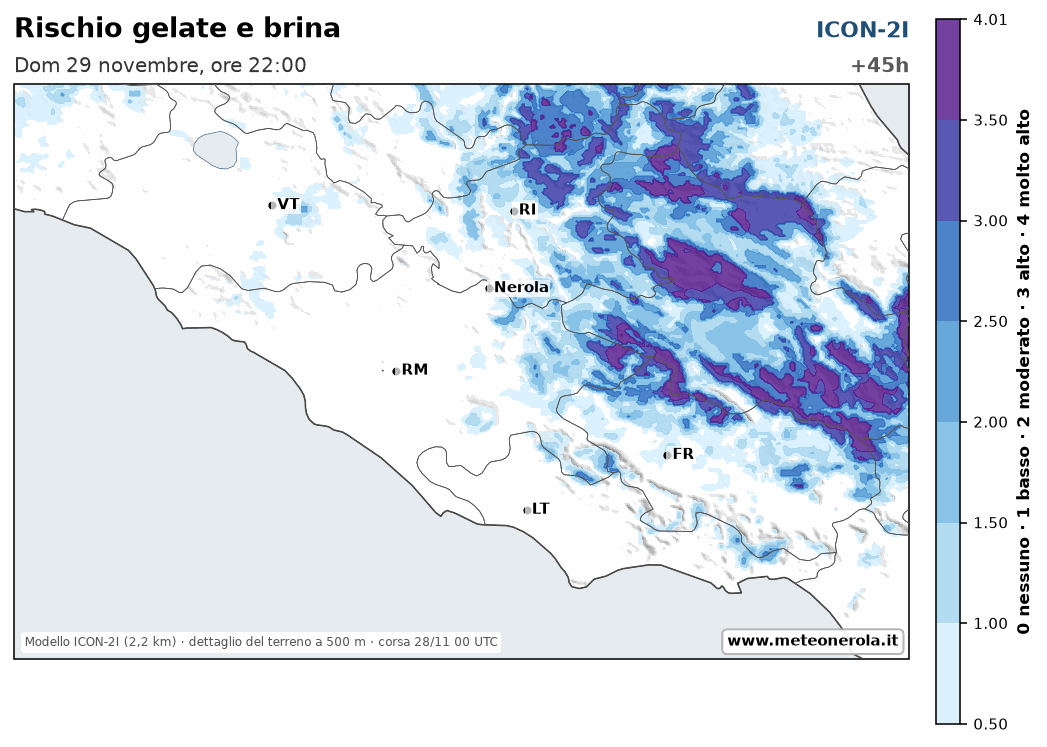 Rischio gelate e brina
ICON-2I
Dom 29 novembre, ore 22:00
+45h
VT
RI
Nerola
RM
FR
LT
Modello ICON-2I (2,2 km) · dettaglio del terreno a 500 m · corsa 28/11 00 UTC
www.meteonerola.it
4.01
3.50
3.00
2.50
2.00
1.50
1.00
0.50
0 nessuno · 1 basso · 2 moderato · 3 alto · 4 molto alto